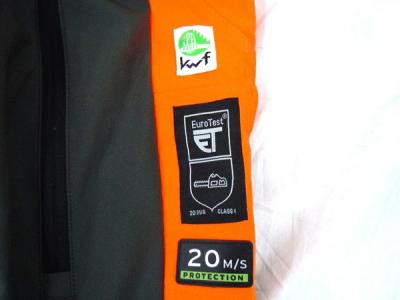 kwf
EuroTest®
ET
20 M/S CLASS 1
20 M/S
PROTECTION